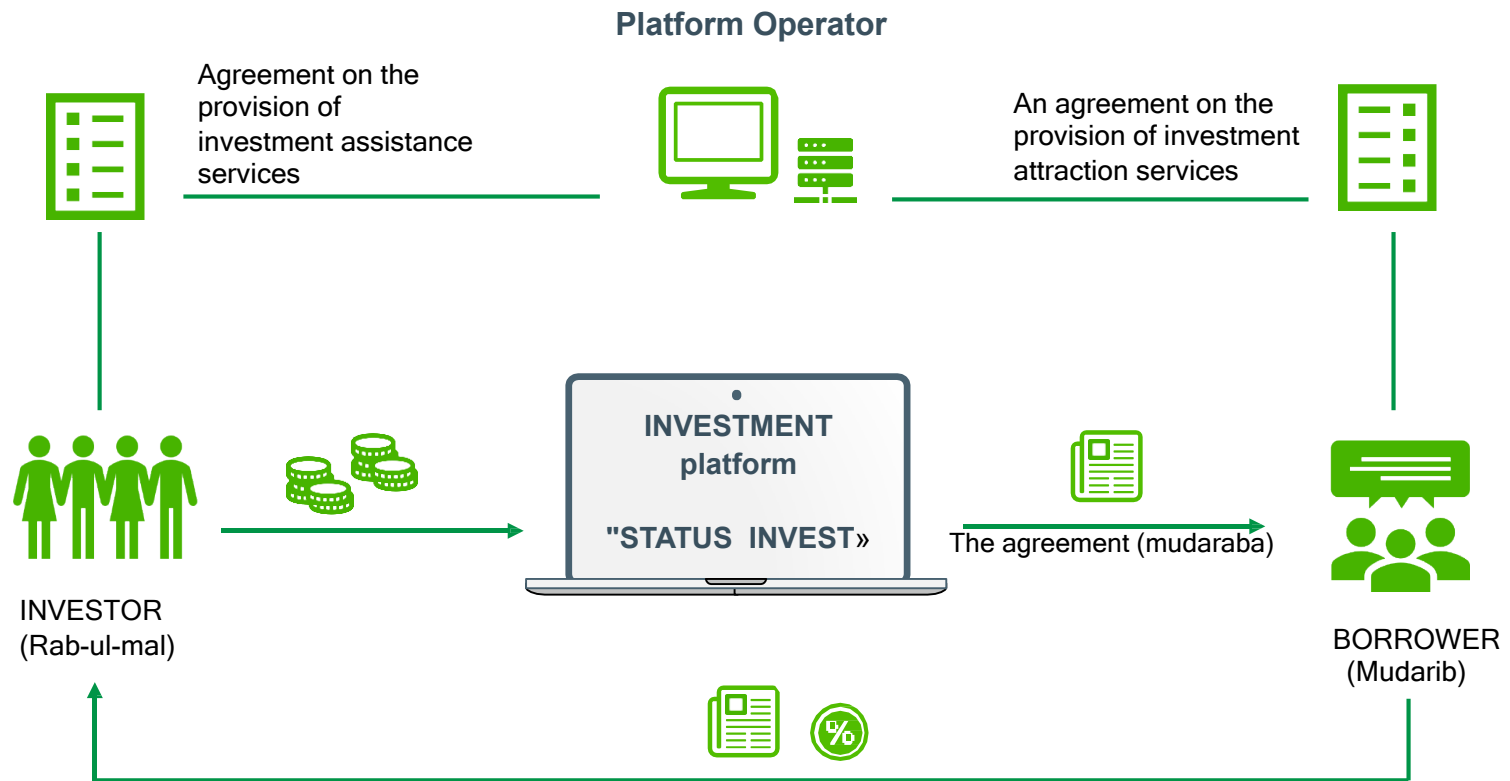 Platform Operator
Agreement on the
provision of
investment assistance
services
An agreement on the
provision of investment
attraction services
INVESTMENT
platform
"STATUS INVEST»
The agreement (mudaraba)
INVESTOR
(Rab-ul-mal)
BORROWER
(Mudarib)
%